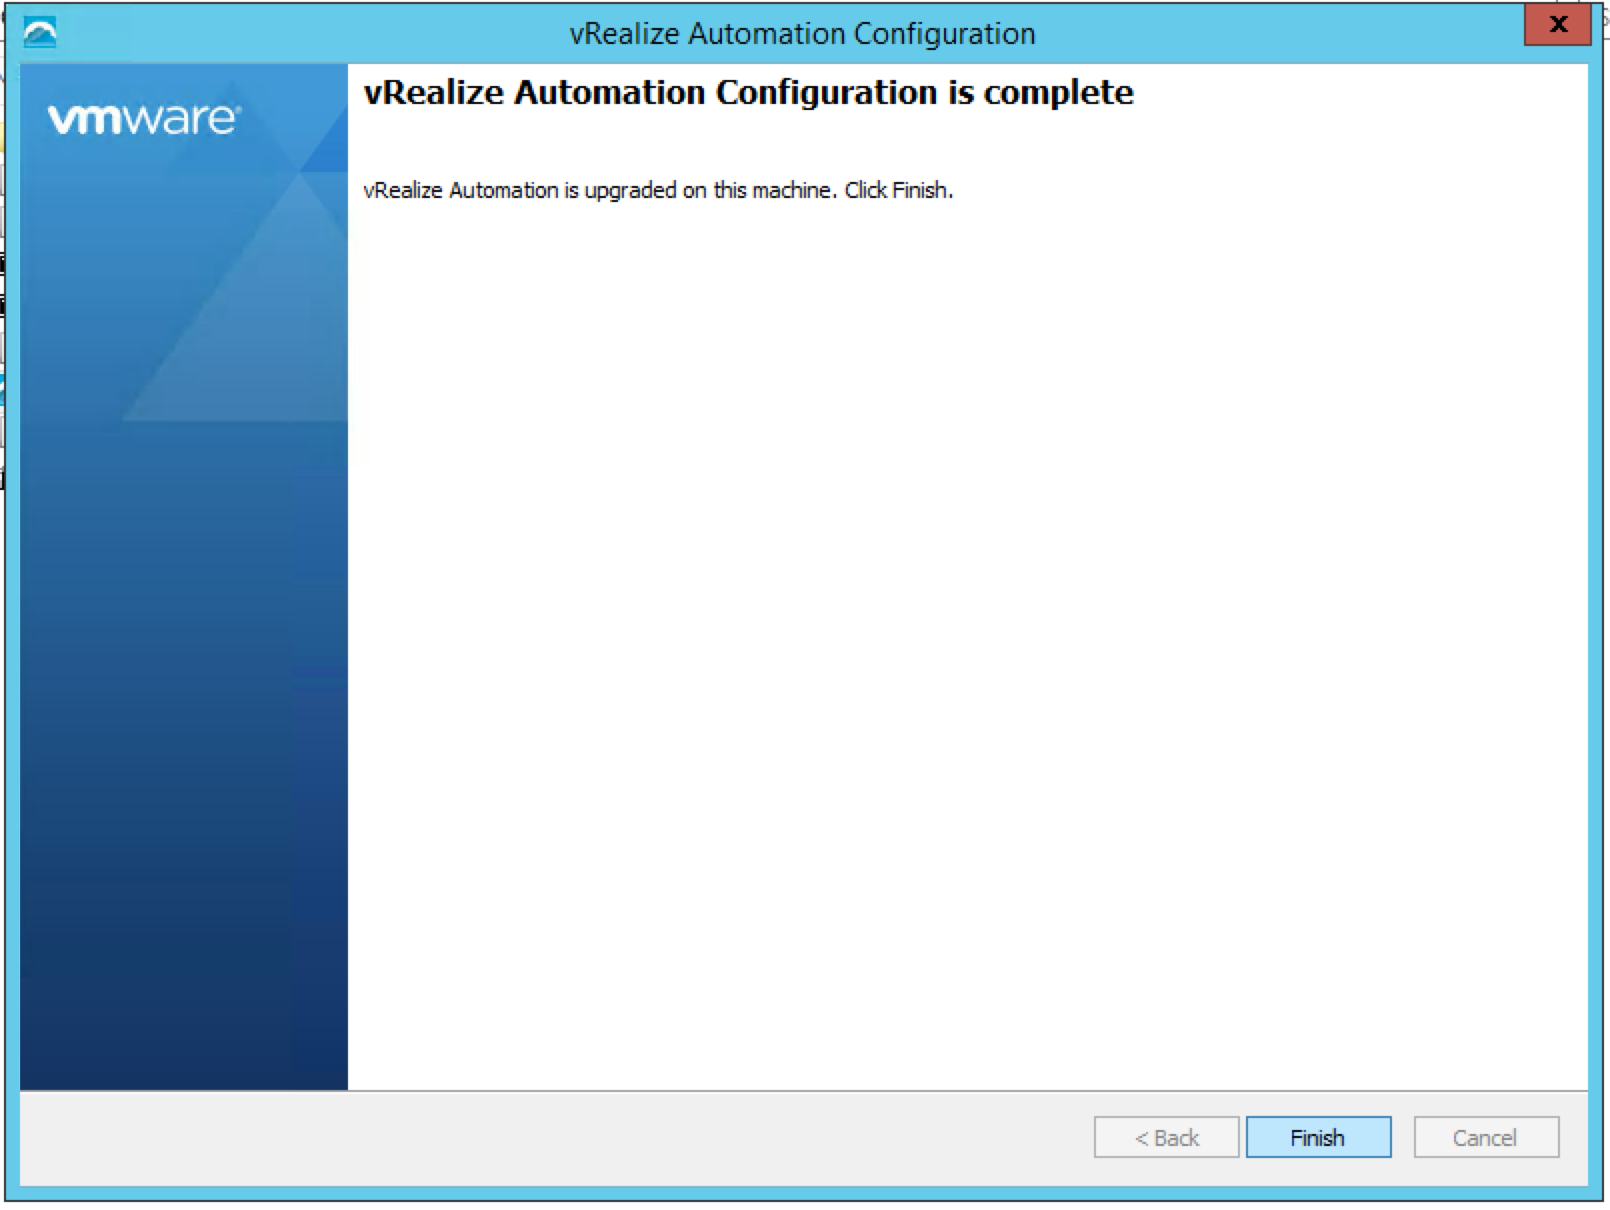 vRealize Automation Configuration
x
vmware®
vRealize Automation Configuration is complete
vRealize Automation is upgraded on this machine. Click Finish.
< Back
Finish
Cancel